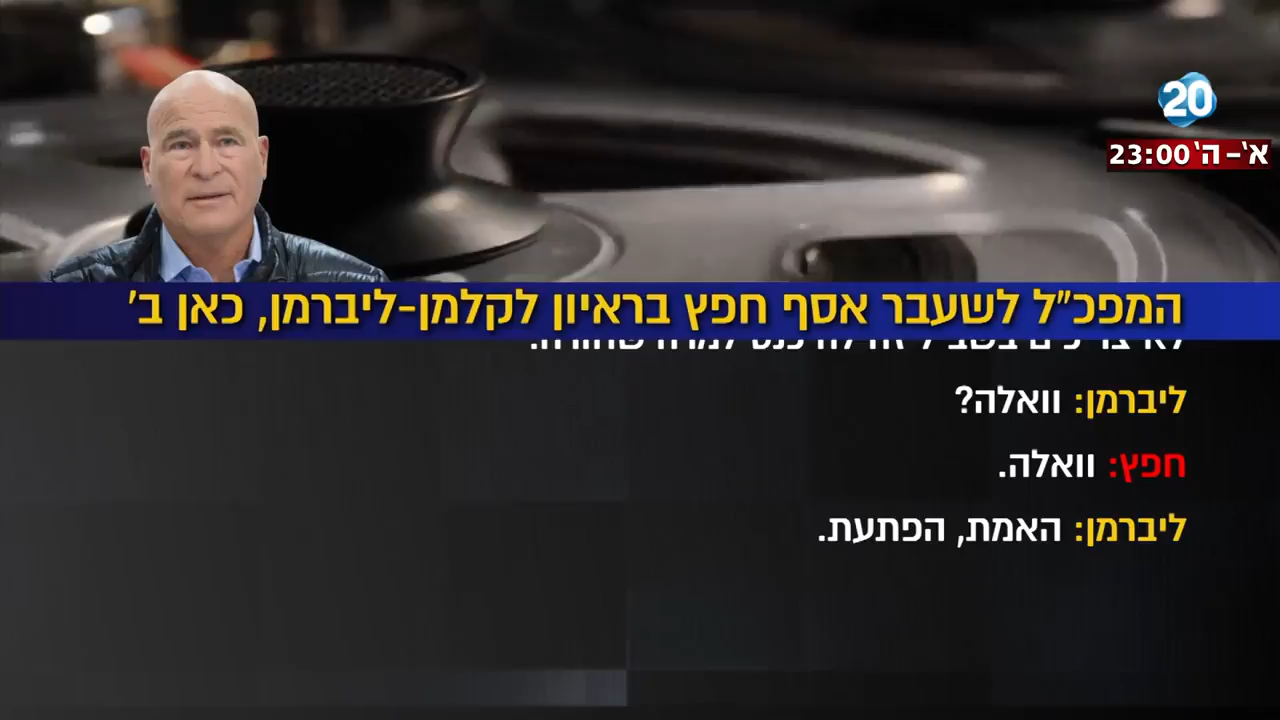 20
א'-ה' 23:00
המפכ"ל לשעבר אסף חפץ בראיון לקלמן-ליברמן, כאן ב'
ליברמן: וואלה?
חפץ: וואלה.
ליברמן: האמת, הפתעת.